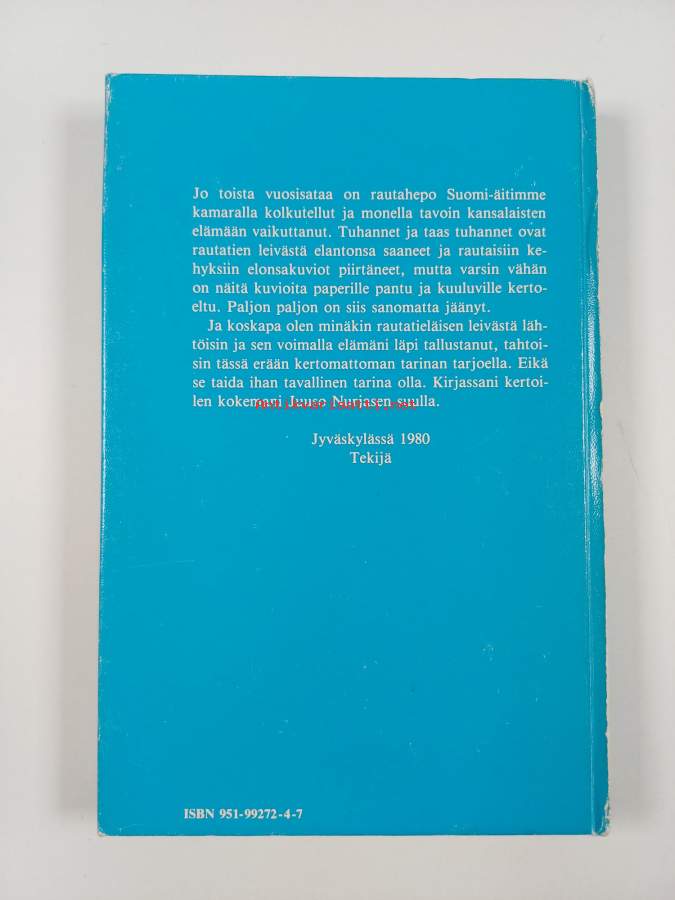 Jo toista vuosisataa on rautahepo Suomi-äitimme
kamaralla kolkutellut ja monella tavoin kansalaisten
elämään vaikuttanut. Tuhannet ja taas tuhannet ovat
rautatien leivästä elantonsa saaneet ja rautaisiin ke-
hyksiin elonsakuviot piirtäneet, mutta varsin vähän
on näitä kuvioita paperille pantu ja kuuluville kerto-
eltu. Paljon paljon on siis sanomatta jäänyt.
Ja koskapa olen minäkin rautatieläisen leivästä läh-
töisin ja sen voimalla elämäni läpi tallustanut, tahtoi-
sin tässä erään kertomattoman tarinan tarjoella. Eikä
se taida ihan tavallinen tarina olla. Kirjassani kertoi-
len kokemani Juuso Nurjasen suulla.
Antikvariaatti.net
Jyväskylässä 1980
Tekijä
ISBN 951-99272-4-7